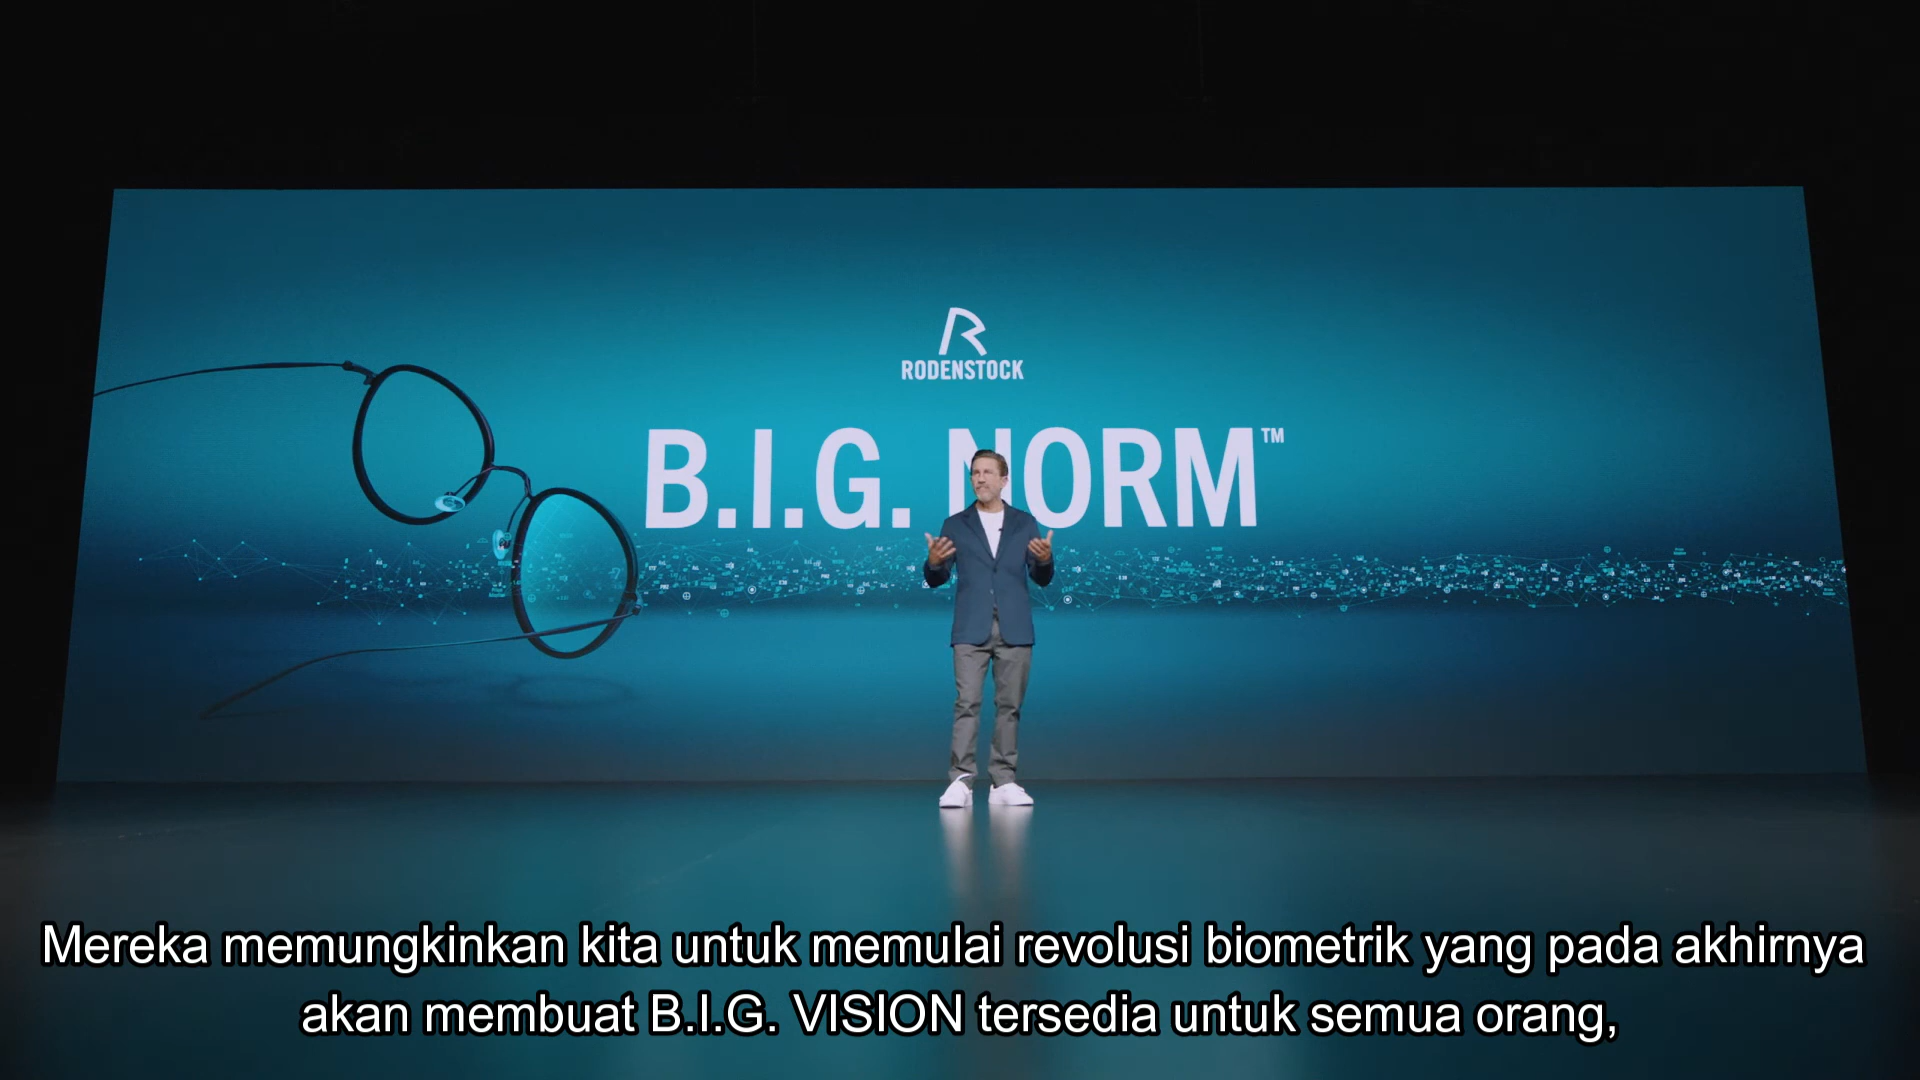 RODENSTOCK
B.I.G. NORM™
Mereka memungkinkan kita untuk memulai revolusi biometrik yang pada akhirnya
akan membuat B.I.G. VISION tersedia untuk semua orang,